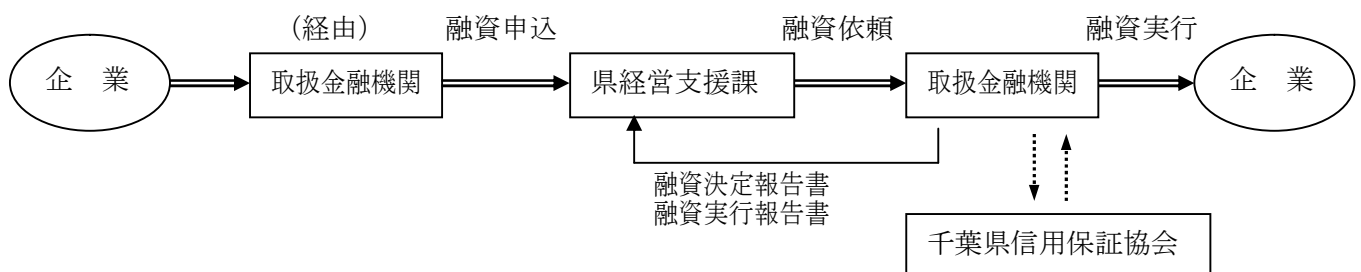 (経由)
融資申込
融資依頼
融資実行
企 業
取扱金融機関
県経営支援課
取扱金融機関
企 業
融資決定報告書
融資実行報告書
千葉県信用保証協会